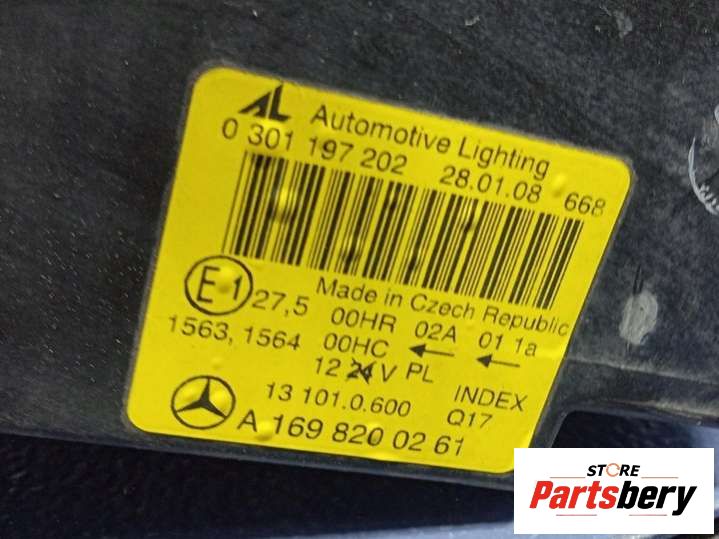 AL Automotive Lighting
0 301 197 202 28.01.08 668
Made in Czech Republic
E1 27,5 00HR 02A 01 1a
1563, 1564 00HC ← ←
12 24 V PL
13 101.0.600 INDEX
Q17
A 169 820 02 61
STORE
Partsbery